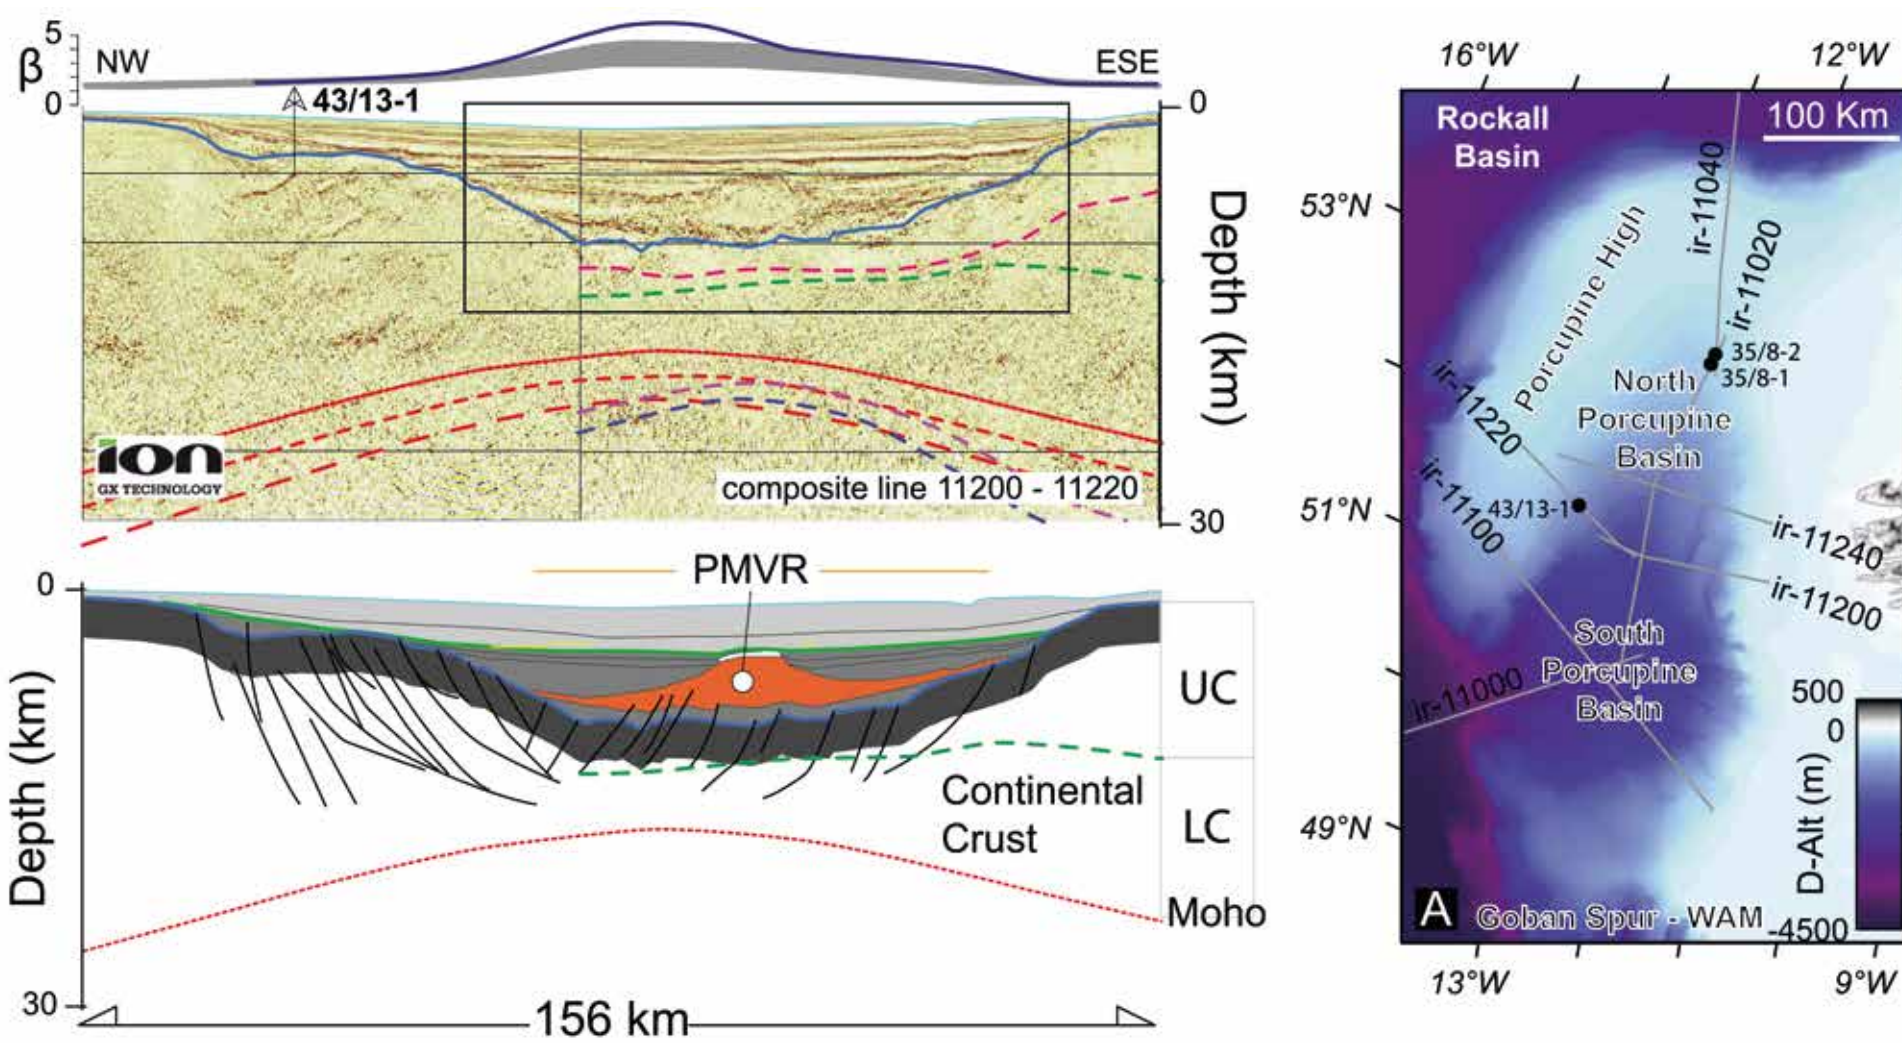 5
β
0
NW
ESE
43/13-1
0
Depth (km)
30
ion
GX TECHNOLOGY
composite line 11200 - 11220
PMVR
0
Depth (km)
30
UC
LC
Continental
Crust
Moho
156 km
16°W
12°W
53°N
51°N
49°N
13°W
9°W
Rockall
Basin
100 Km
ir-11040
ir-11020
Porcupine High
35/8-2
35/8-1
North
Porcupine
Basin
ir-11220
ir-11100
43/13-1
ir-11240
ir-11200
South
Porcupine
Basin
ir-11000
500
0
D-Alt (m)
-4500
A
Goban Spur - WAM